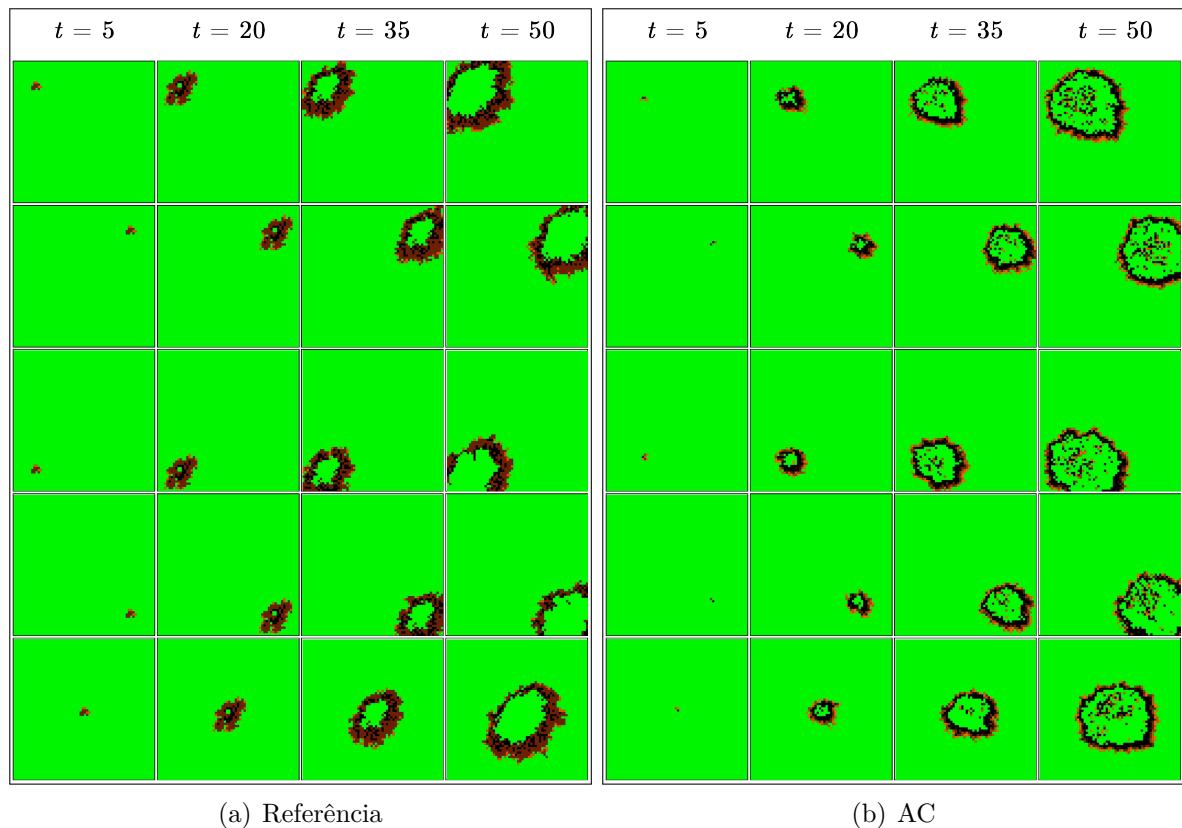 t = 5 t = 20 t = 35 t = 50
t = 5 t = 20 t = 35 t = 50
(a) Referência
(b) AC